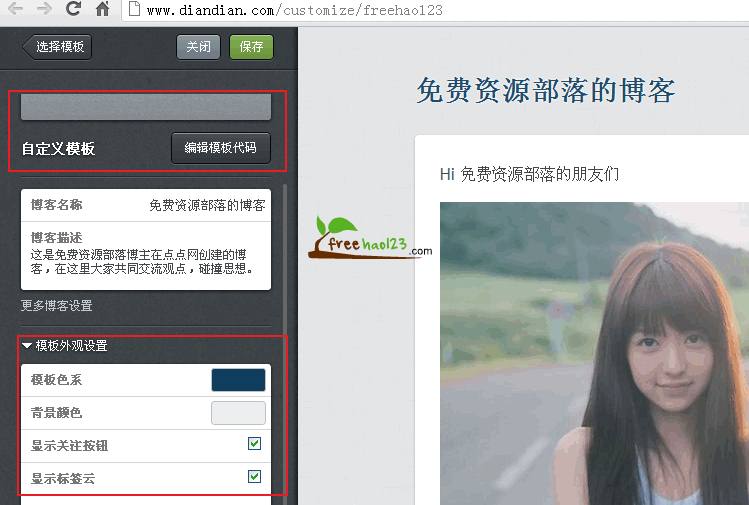 www.diandian.com/customize/freehao123
选择模板
关闭
保存
自定义模板
编辑模板代码
博客名称
免费资源部落的博客
博客描述
这是免费资源部落博主在点点网创建的博
客，在这里大家共同交流观点，碰撞思想。
更多博客设置
模板外观设置
模板色系
背景颜色
显示关注按钮
显示标签云
免费资源部落的博客
Hi 免费资源部落的朋友们
freehao123.com